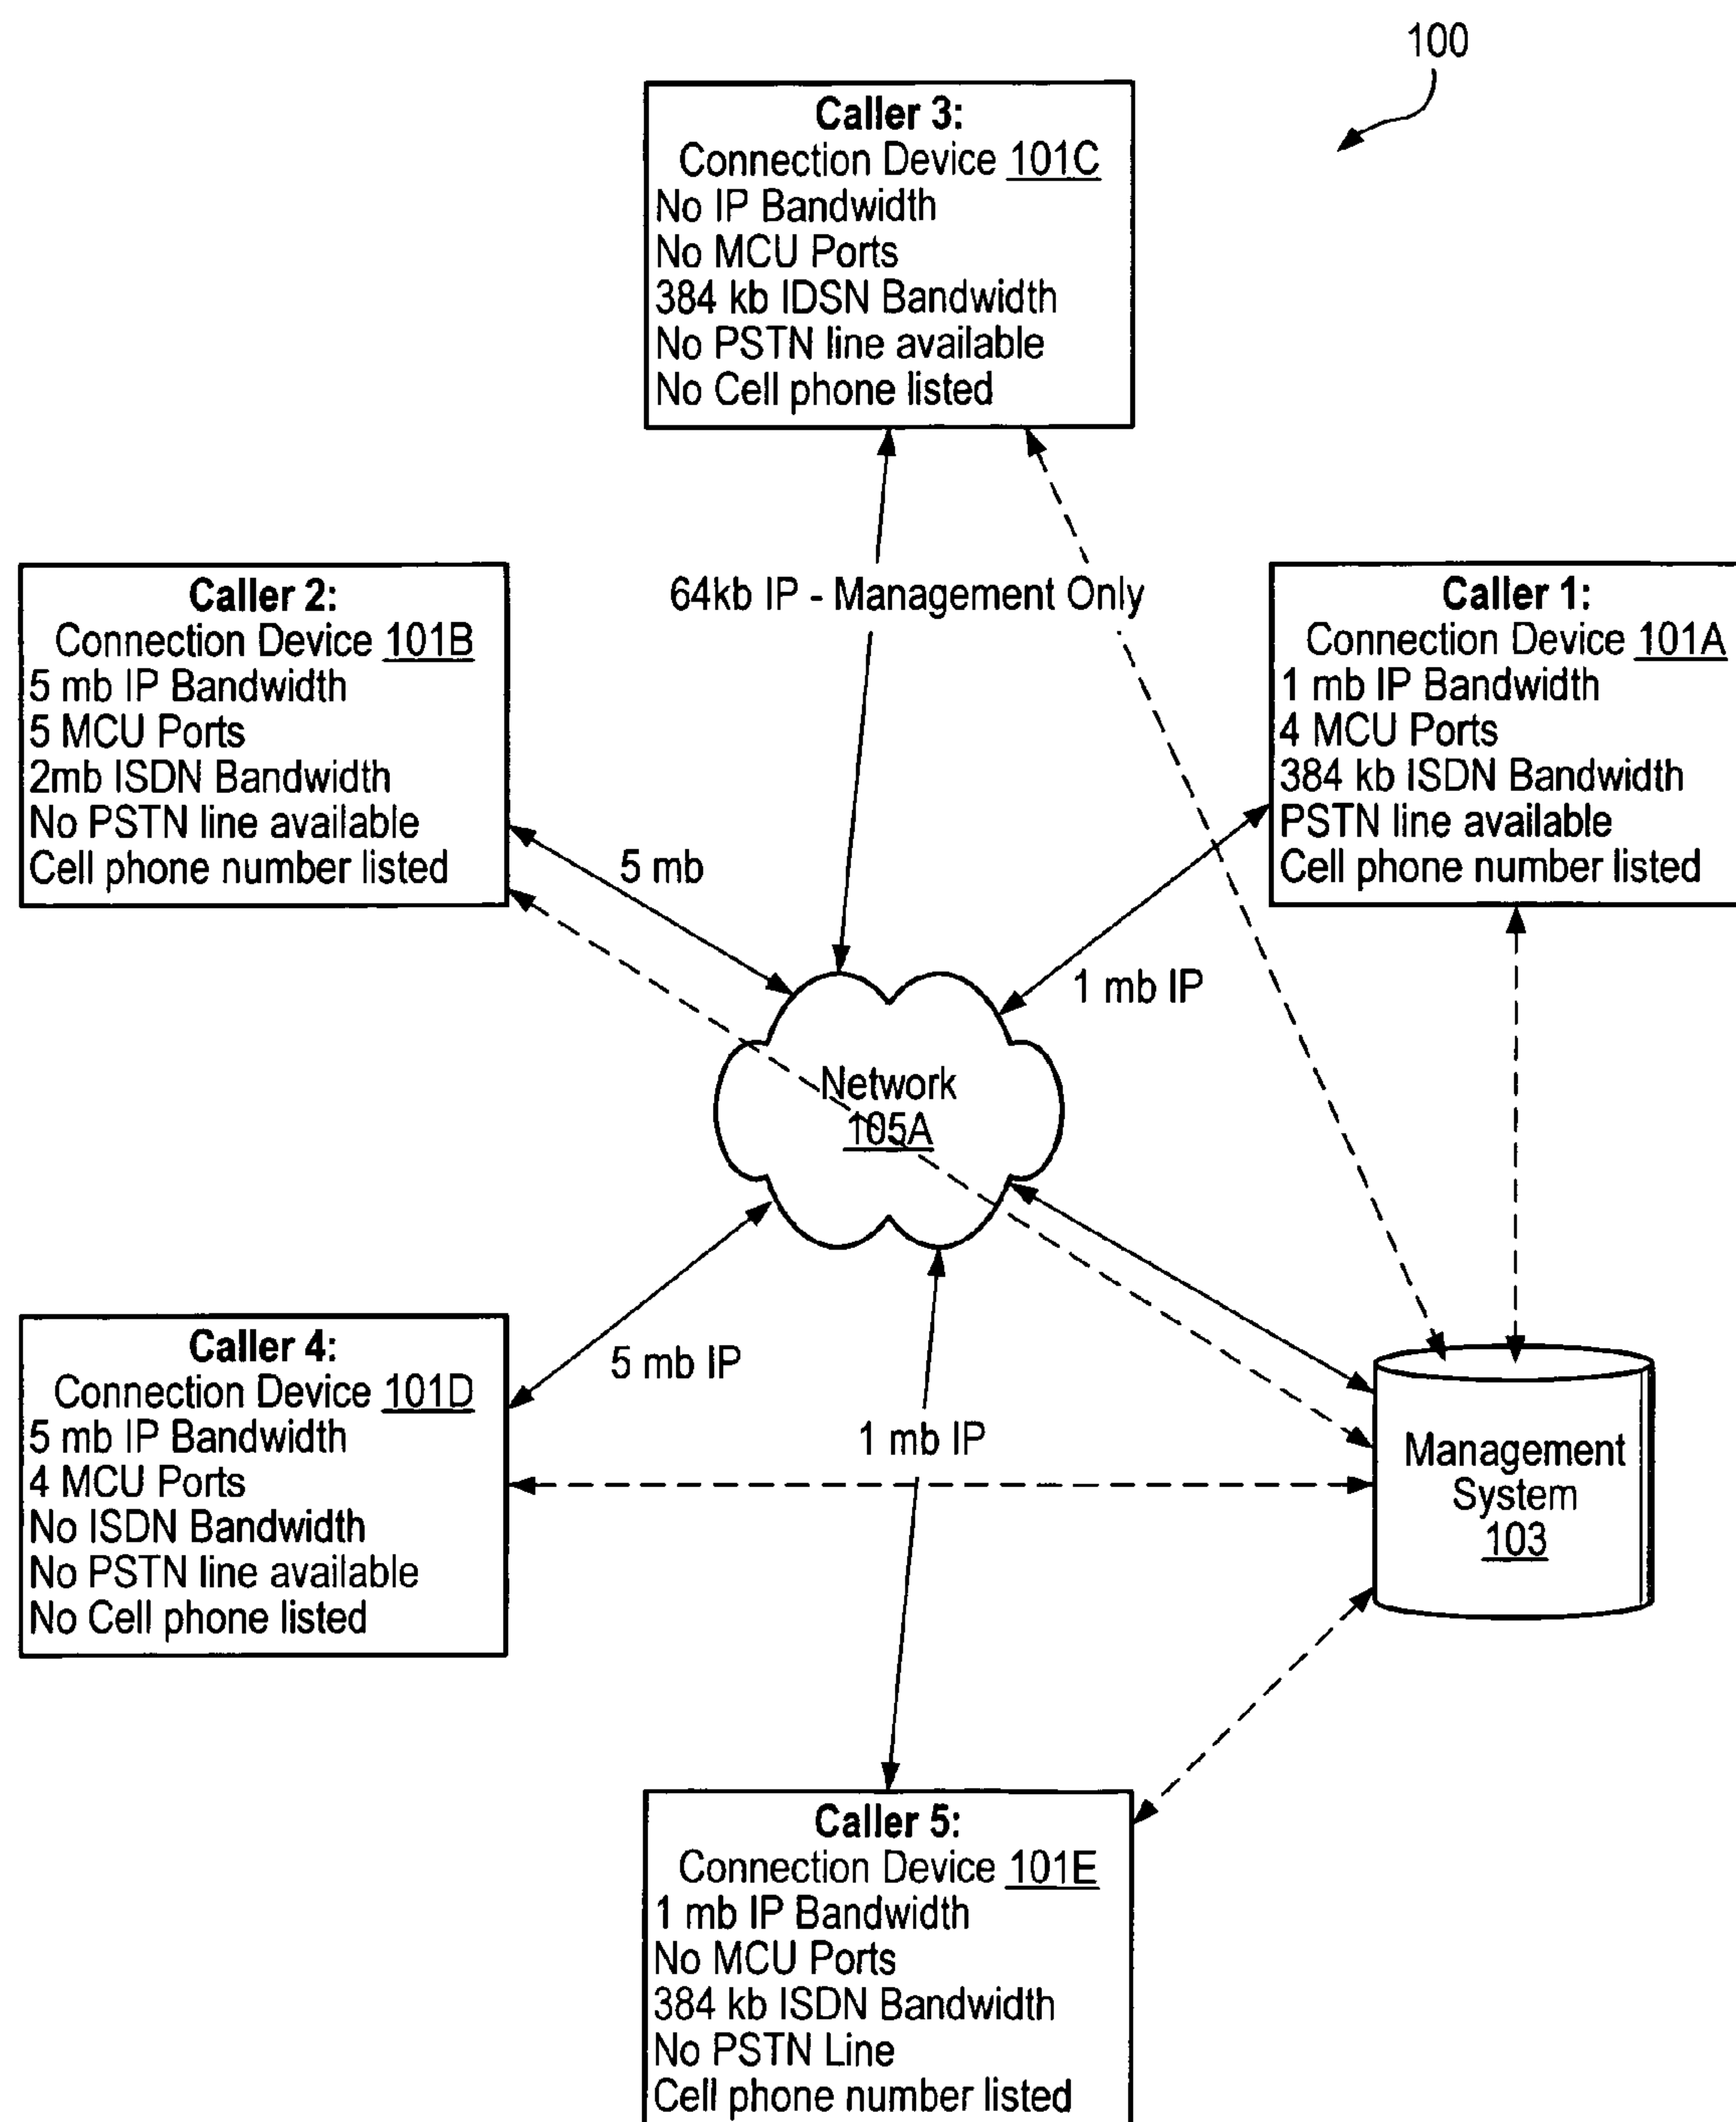 100
Caller 3:
Connection Device 101C
No IP Bandwidth
No MCU Ports
384 kb IDSN Bandwidth
No PSTN line available
No Cell phone listed
64kb IP - Management Only
Caller 2:
Connection Device 101B
5 mb IP Bandwidth
5 MCU Ports
2mb ISDN Bandwidth
No PSTN line available
Cell phone number listed
Caller 1:
Connection Device 101A
1 mb IP Bandwidth
4 MCU Ports
384 kb ISDN Bandwidth
PSTN line available
Cell phone number listed
5 mb
1 mb IP
Network
105A
Caller 4:
Connection Device 101D
5 mb IP Bandwidth
4 MCU Ports
No ISDN Bandwidth
No PSTN line available
No Cell phone listed
5 mb IP
1 mb IP
Management
System
103
Caller 5:
Connection Device 101E
1 mb IP Bandwidth
No MCU Ports
384 kb ISDN Bandwidth
No PSTN Line
Cell phone number listed